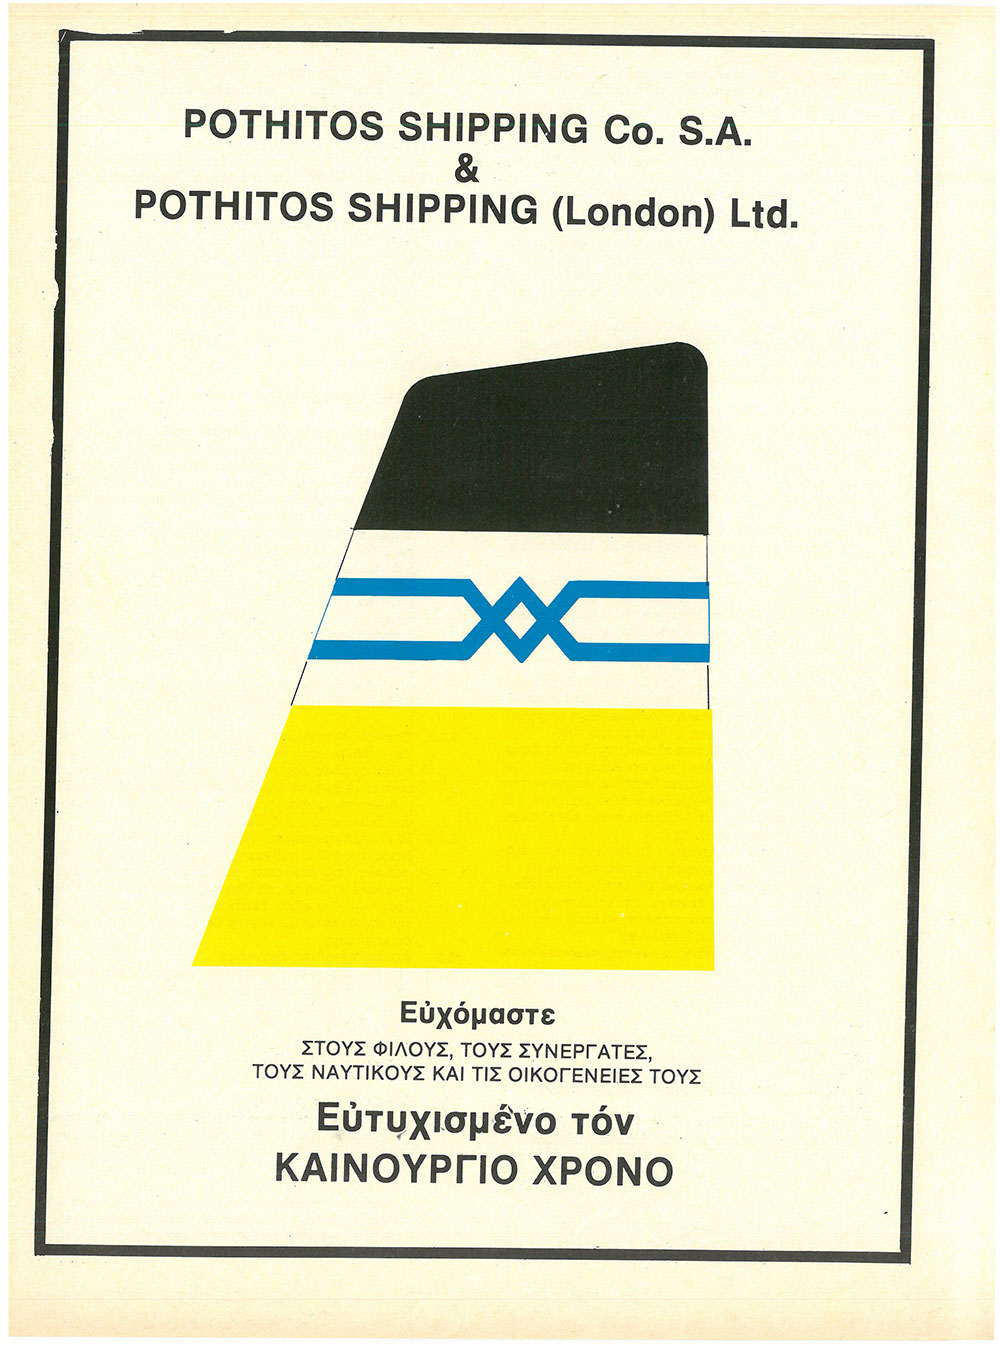 POTHITOS SHIPPING Co. S.A.
&
POTHITOS SHIPPING (London) Ltd.
Εὐχόμαστε
ΣΤΟΥΣ ΦΙΛΟΥΣ, ΤΟΥΣ ΣΥΝΕΡΓΑΤΕΣ,
ΤΟΥΣ ΝΑΥΤΙΚΟΥΣ ΚΑΙ ΤΙΣ ΟΙΚΟΓΕΝΕΙΕΣ ΤΟΥΣ
Εὐτυχισμένο τόν
ΚΑΙΝΟΥΡΓΙΟ ΧΡΟΝΟ